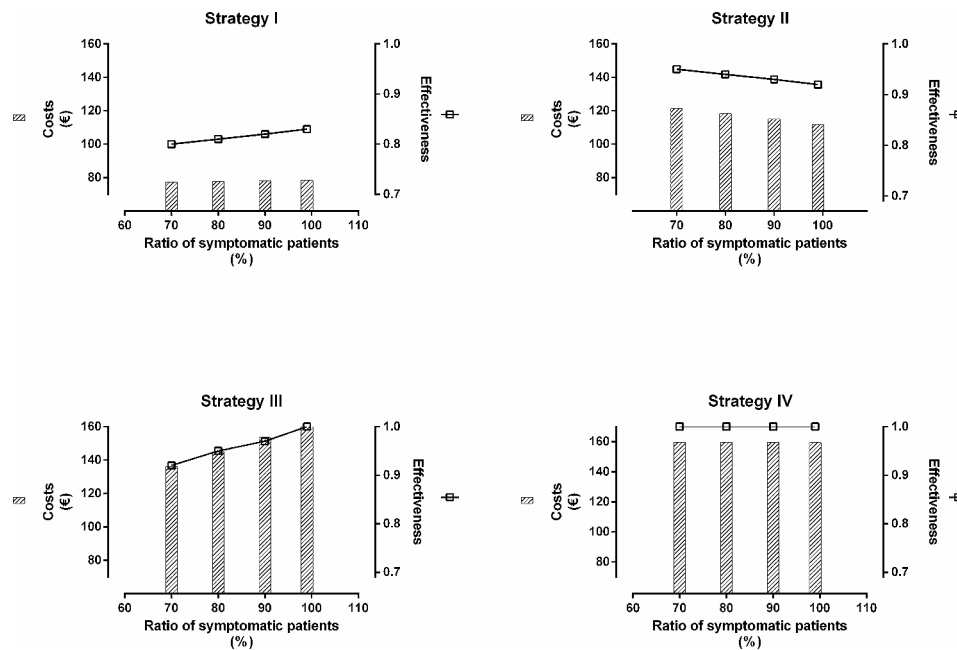 Strategy I
160
140
120
100
80
Costs
(€)
1.0
0.9
0.8
0.7
Effectiveness
60 70 80 90 100 110
Ratio of symptomatic patients
(%)
Strategy II
160
140
120
100
80
Costs
(€)
1.0
0.9
0.8
0.7
Effectiveness
70 80 90 100
Ratio of symptomatic patients
(%)
Strategy III
160
140
120
100
80
Costs
(€)
1.0
0.9
0.8
0.7
Effectiveness
60 70 80 90 100 110
Ratio of symptomatic patients
(%)
Strategy IV
160
140
120
100
80
Costs
(€)
1.0
0.9
0.8
0.7
Effectiveness
60 70 80 90 100 110
Ratio of symptomatic patients
(%)